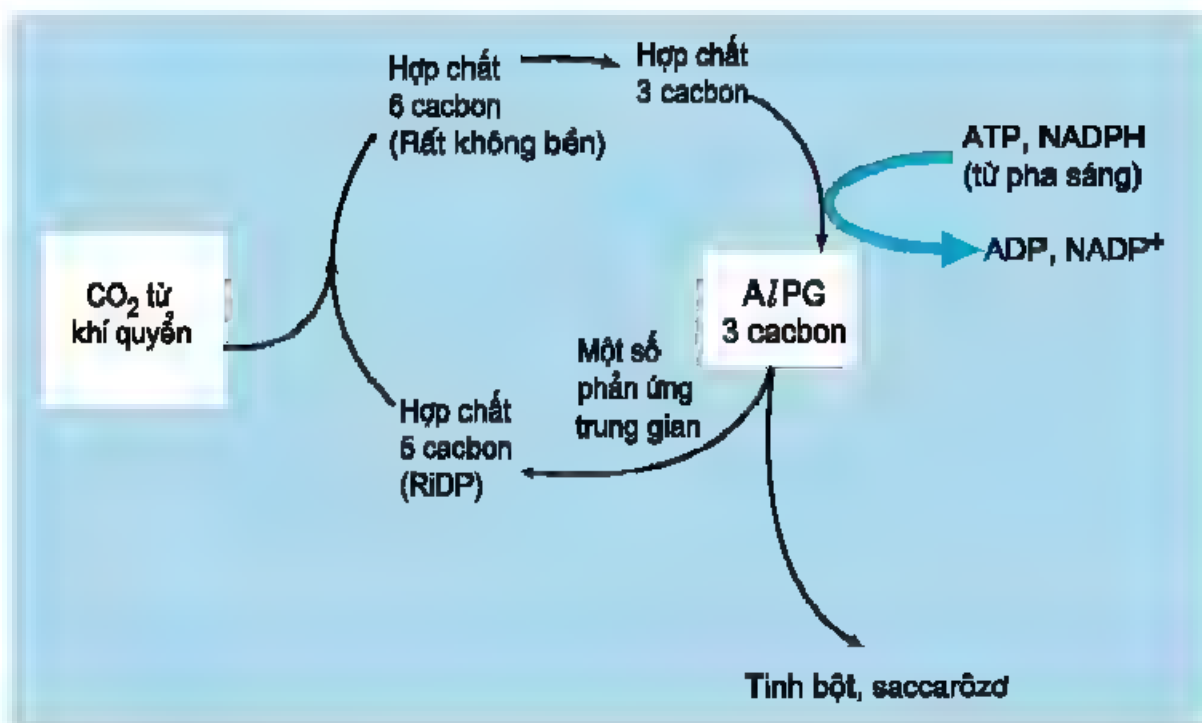 Hợp chất
6 cacbon
(Rất không bền)
Hợp chất
3 cacbon
ATP, NADPH
(từ pha sáng)
ADP, NADP⁺
CO₂ từ
khí quyển
AlPG
3 cacbon
Một số
phản ứng
trung gian
Hợp chất
5 cacbon
(RiDP)
Tinh bột, saccarôzơ